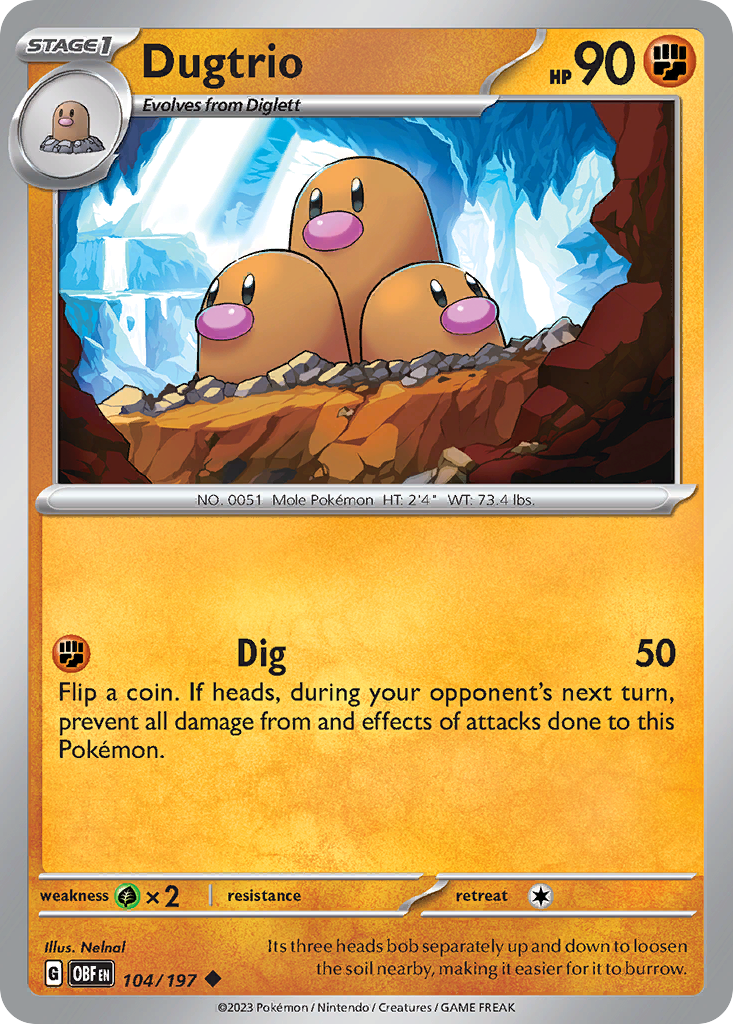 STAGE1
Dugtrio
HP 90
Evolves from Diglett
NO. 0051 Mole Pokémon HT: 2'4" WT: 73.4 lbs.
Dig 50
Flip a coin. If heads, during your opponent's next turn,
prevent all damage from and effects of attacks done to this
Pokémon.
weakness ×2 resistance retreat
Illus. Nelnal
Its three heads bob separately up and down to loosen
the soil nearby, making it easier for it to burrow.
G OBF EN 104/197
©2023 Pokémon / Nintendo / Creatures / GAME FREAK